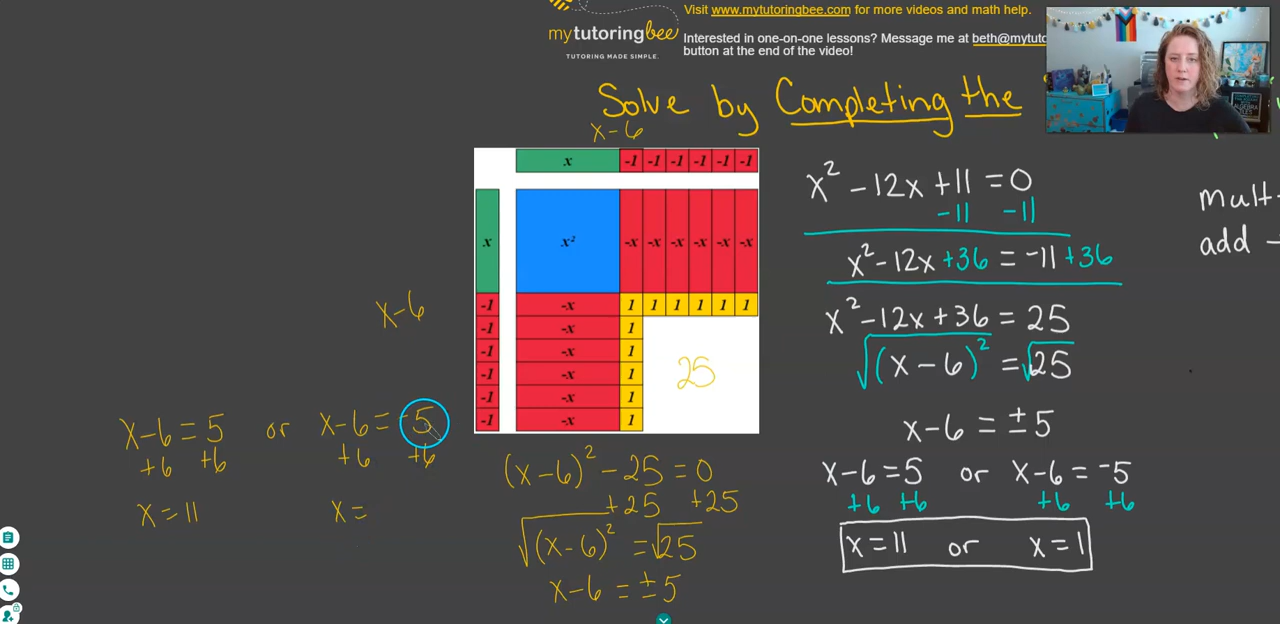 Visit www.mytutoringbee.com for more videos and math help.
mytutoringbee
TUTORING MADE SIMPLE.
Interested in one-on-one lessons? Message me at beth@mytuto
button at the end of the video!
Solve by Completing the
x-6
x -1 -1 -1 -1 -1 -1
x x² -x -x -x -x -x -x
-1 -x 1 1 1 1 1 1
-1 -x 1
-1 -x 1
-1 -x 1
-1 -x 1
-1 -x 1
25
x-6
x-6=5 or x-6=-5
+6 +6 +6 +6
x=11 x=
(x-6)²-25=0
+25 +25
√(x-6)² = √25
x-6=±5
x²-12x+11=0
-11 -11
x²-12x+36=-11+36
x²-12x+36=25
√(x-6)² = √25
x-6=±5
x-6=5 or x-6=-5
+6 +6 +6 +6
x=11 or x=1
mult-
add -